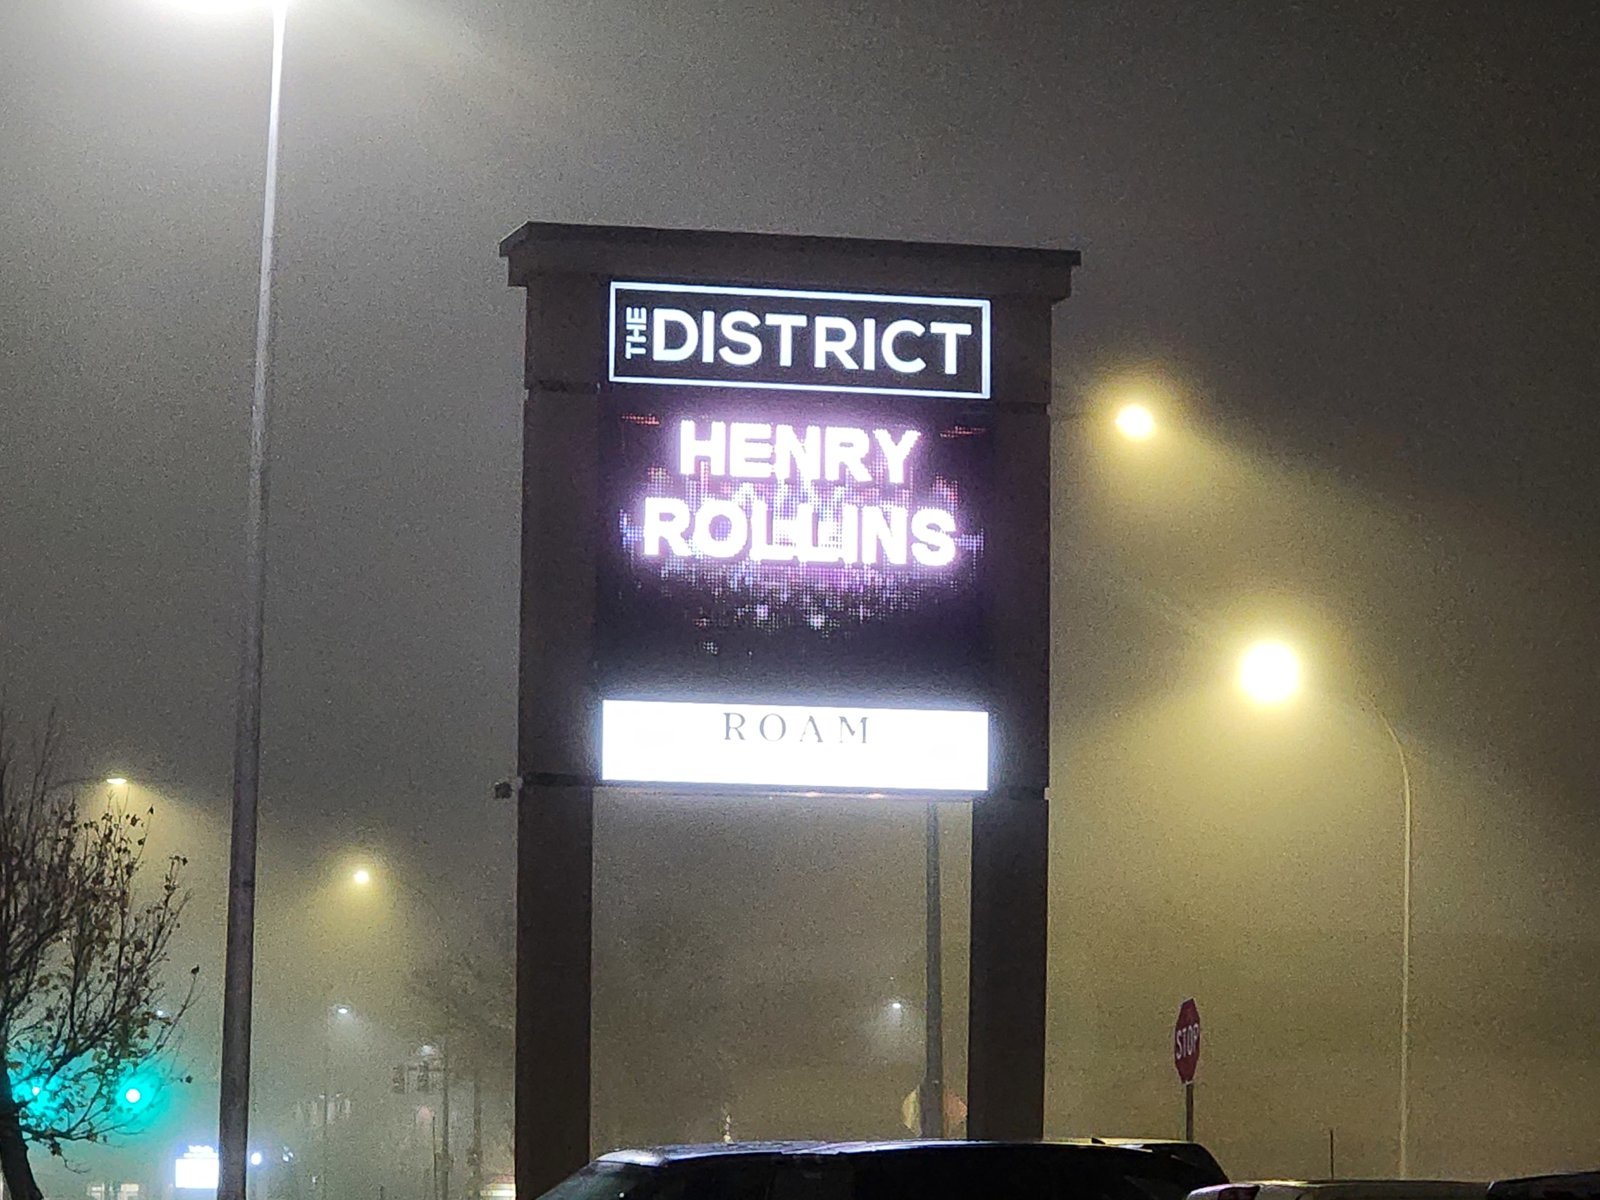 THE DISTRICT
HENRY
ROLLINS
ROAM
STOP